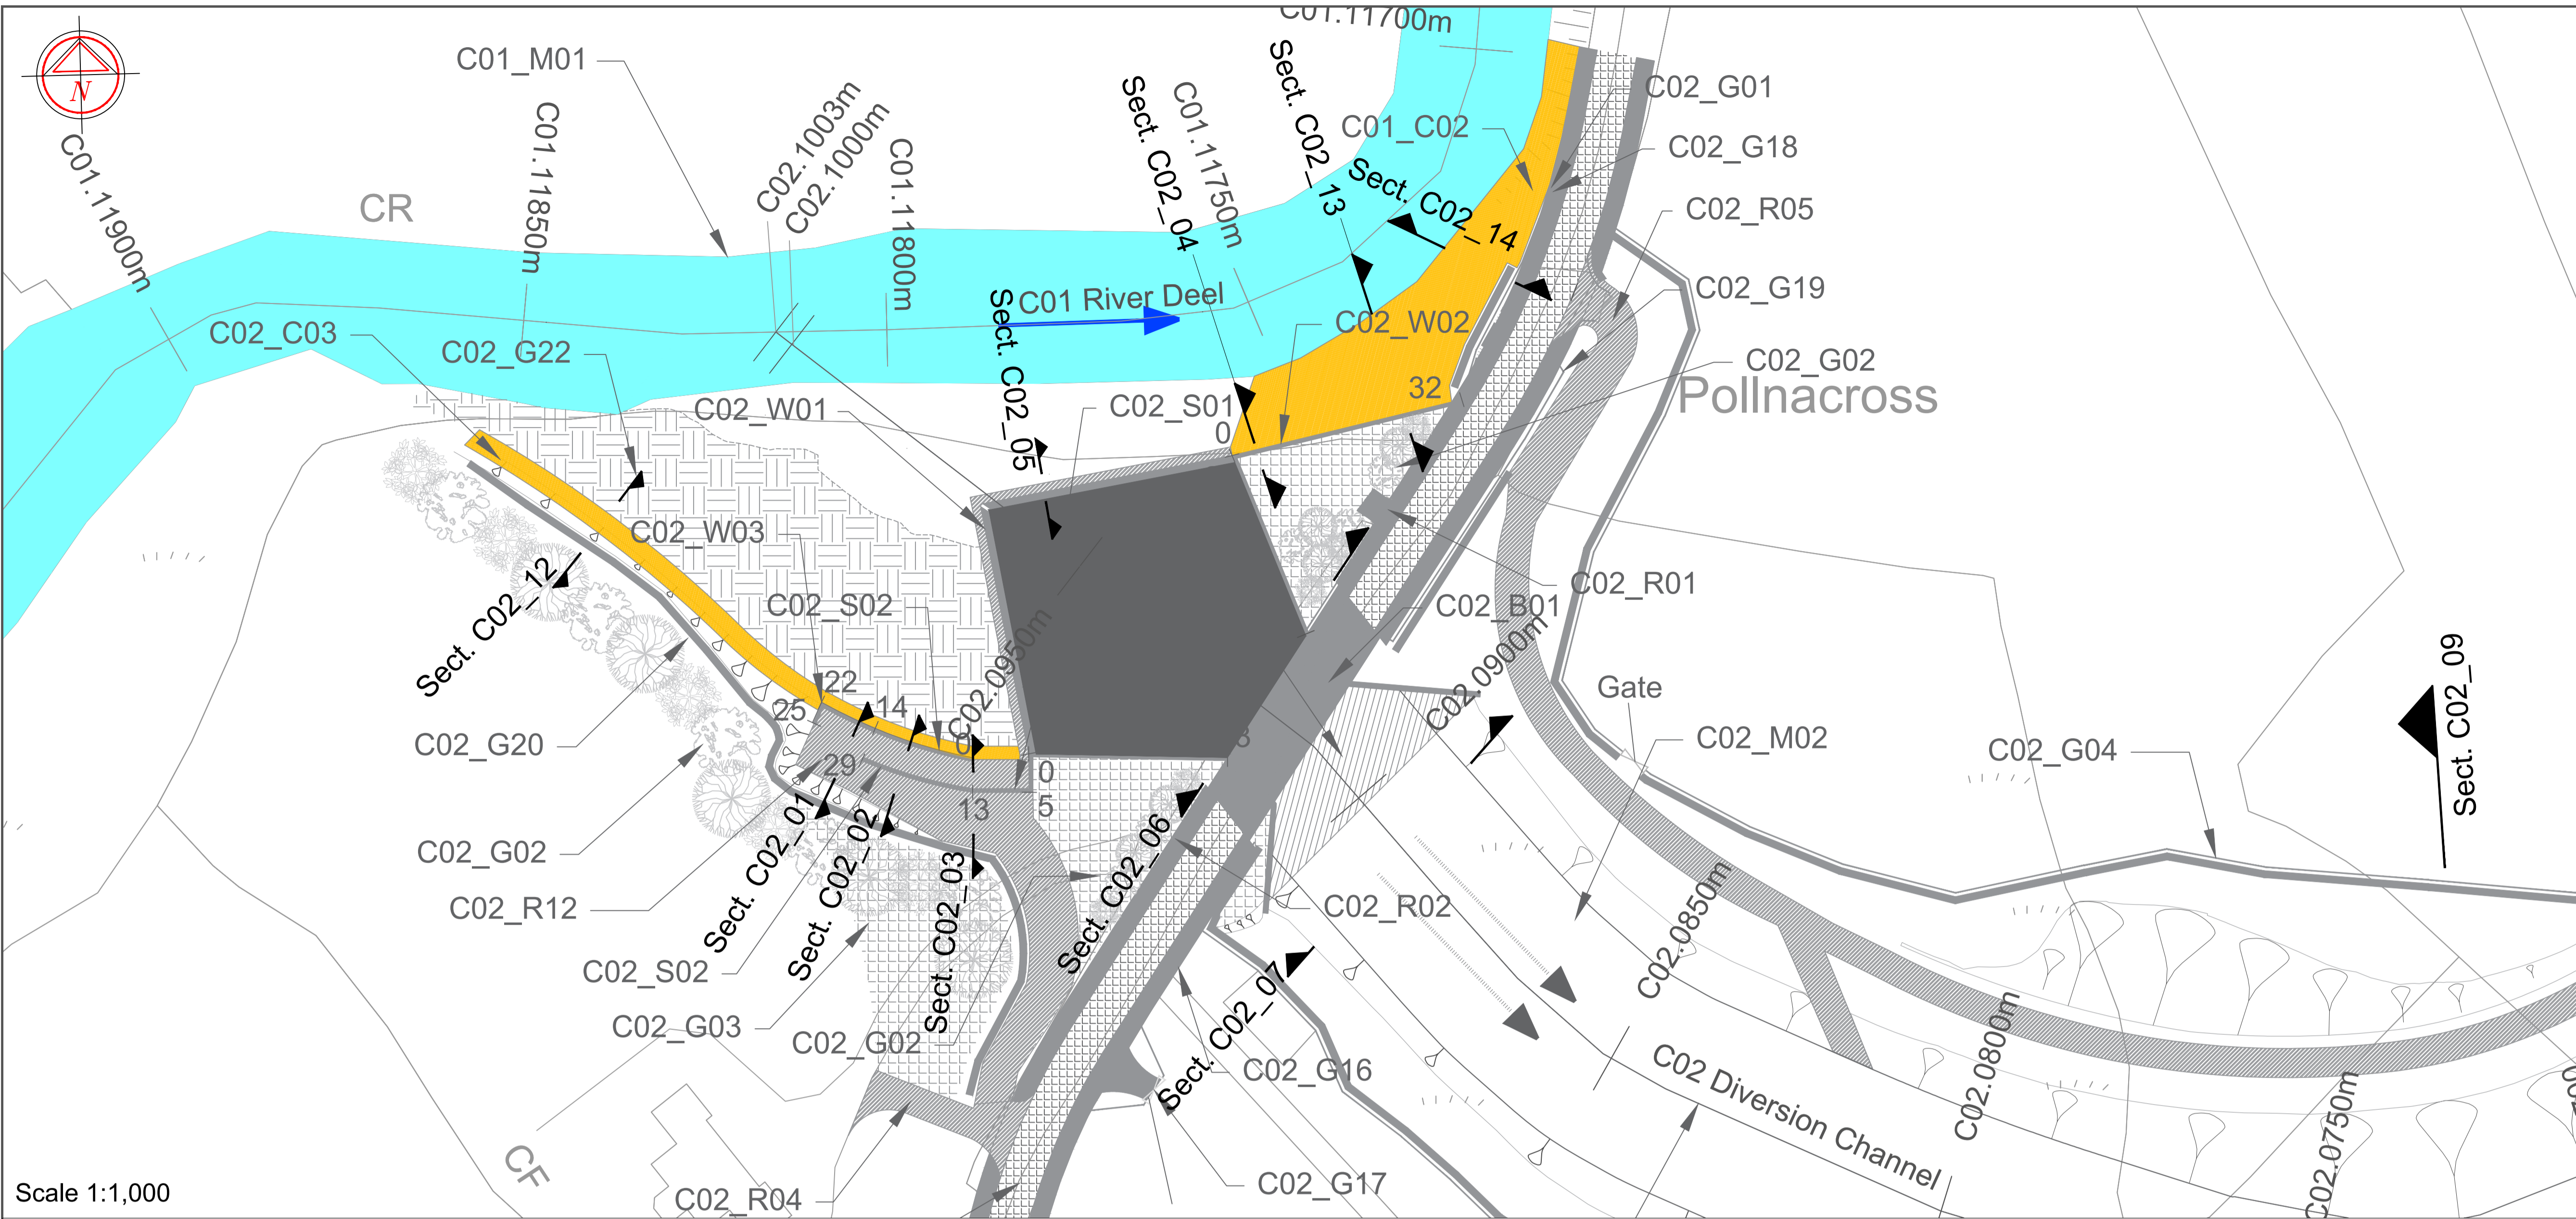 C01.11700m
C01_M01
N
C01.11900m
C01.11850m
C02.1003m
C02.1000m
C01.11800m
Sect. C02_04
C01.11750m
Sect. C02_13
C01_C02
Sect. C02_14
C02_G01
C02_G18
C02_R05
C02_G19
CR
C01 River Deel
C02_C03
C02_G22
Sect. C02_05
C02_W02
C02_G02
Pollnacross
32
C02_W01
C02_S01
0
C02_W03
C02_R01
C02_B01
Sect. C02_12
C02_S02
C02.0950m
C02.0900m
Gate
22
14
25
0
8
C02_G20
C02_M02
C02_G04
Sect. C02_09
29
0
13
5
C02_G02
Sect. C02_01
Sect. C02_02
Sect. C02_03
Sect. C02_06
C02_R12
C02_R02
C02.0850m
C02_S02
C02_G03
C02_G02
Sect. C02_07
C02_G16
C02 Diversion Channel
C02.0800m
C02.0750m
CF
C02_R04
C02_G17
Scale 1:1,000